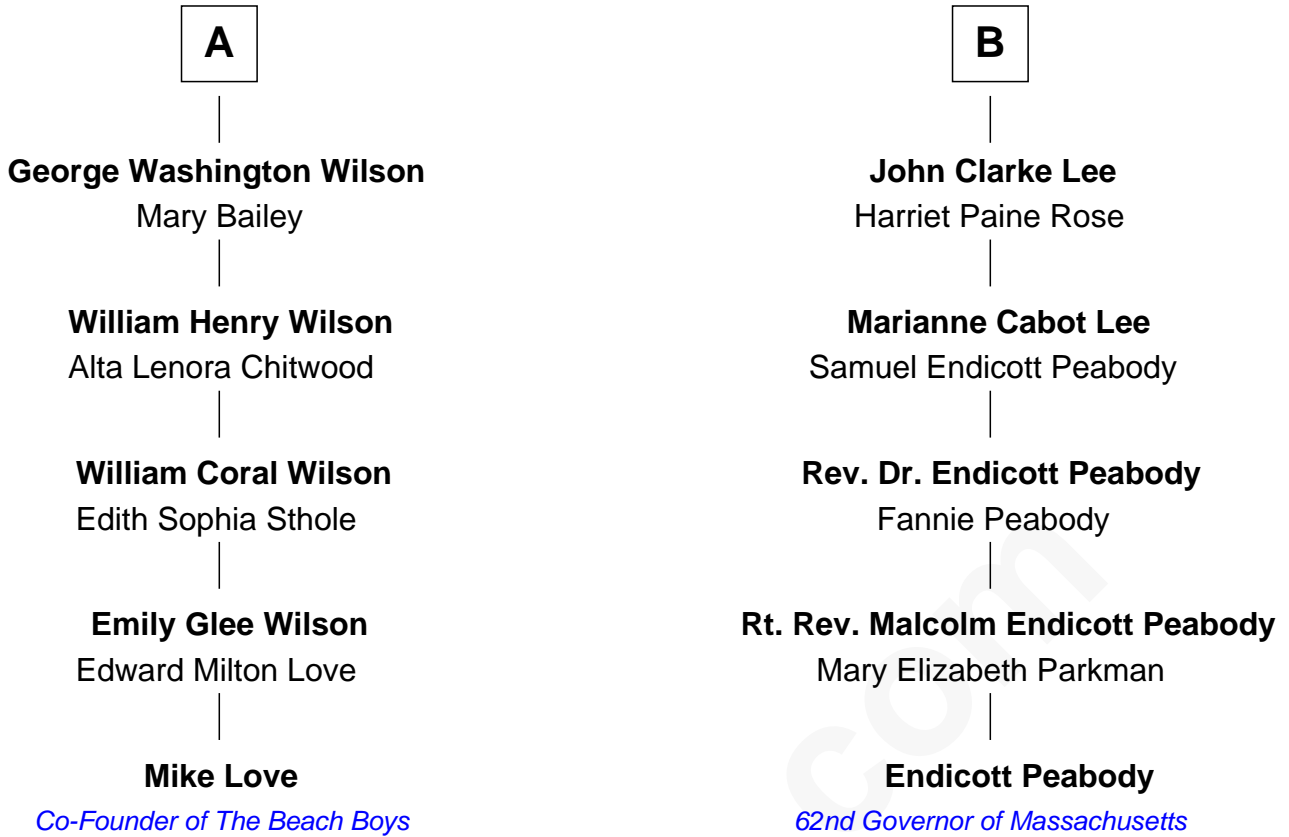 A
George Washington Wilson
Mary Bailey
William Henry Wilson
Alta Lenora Chitwood
William Coral Wilson
Edith Sophia Sthole
Emily Glee Wilson
Edward Milton Love
Mike Love
Co-Founder of The Beach Boys
B
John Clarke Lee
Harriet Paine Rose
Marianne Cabot Lee
Samuel Endicott Peabody
Rev. Dr. Endicott Peabody
Fannie Peabody
Rt. Rev. Malcolm Endicott Peabody
Mary Elizabeth Parkman
Endicott Peabody
62nd Governor of Massachusetts
com